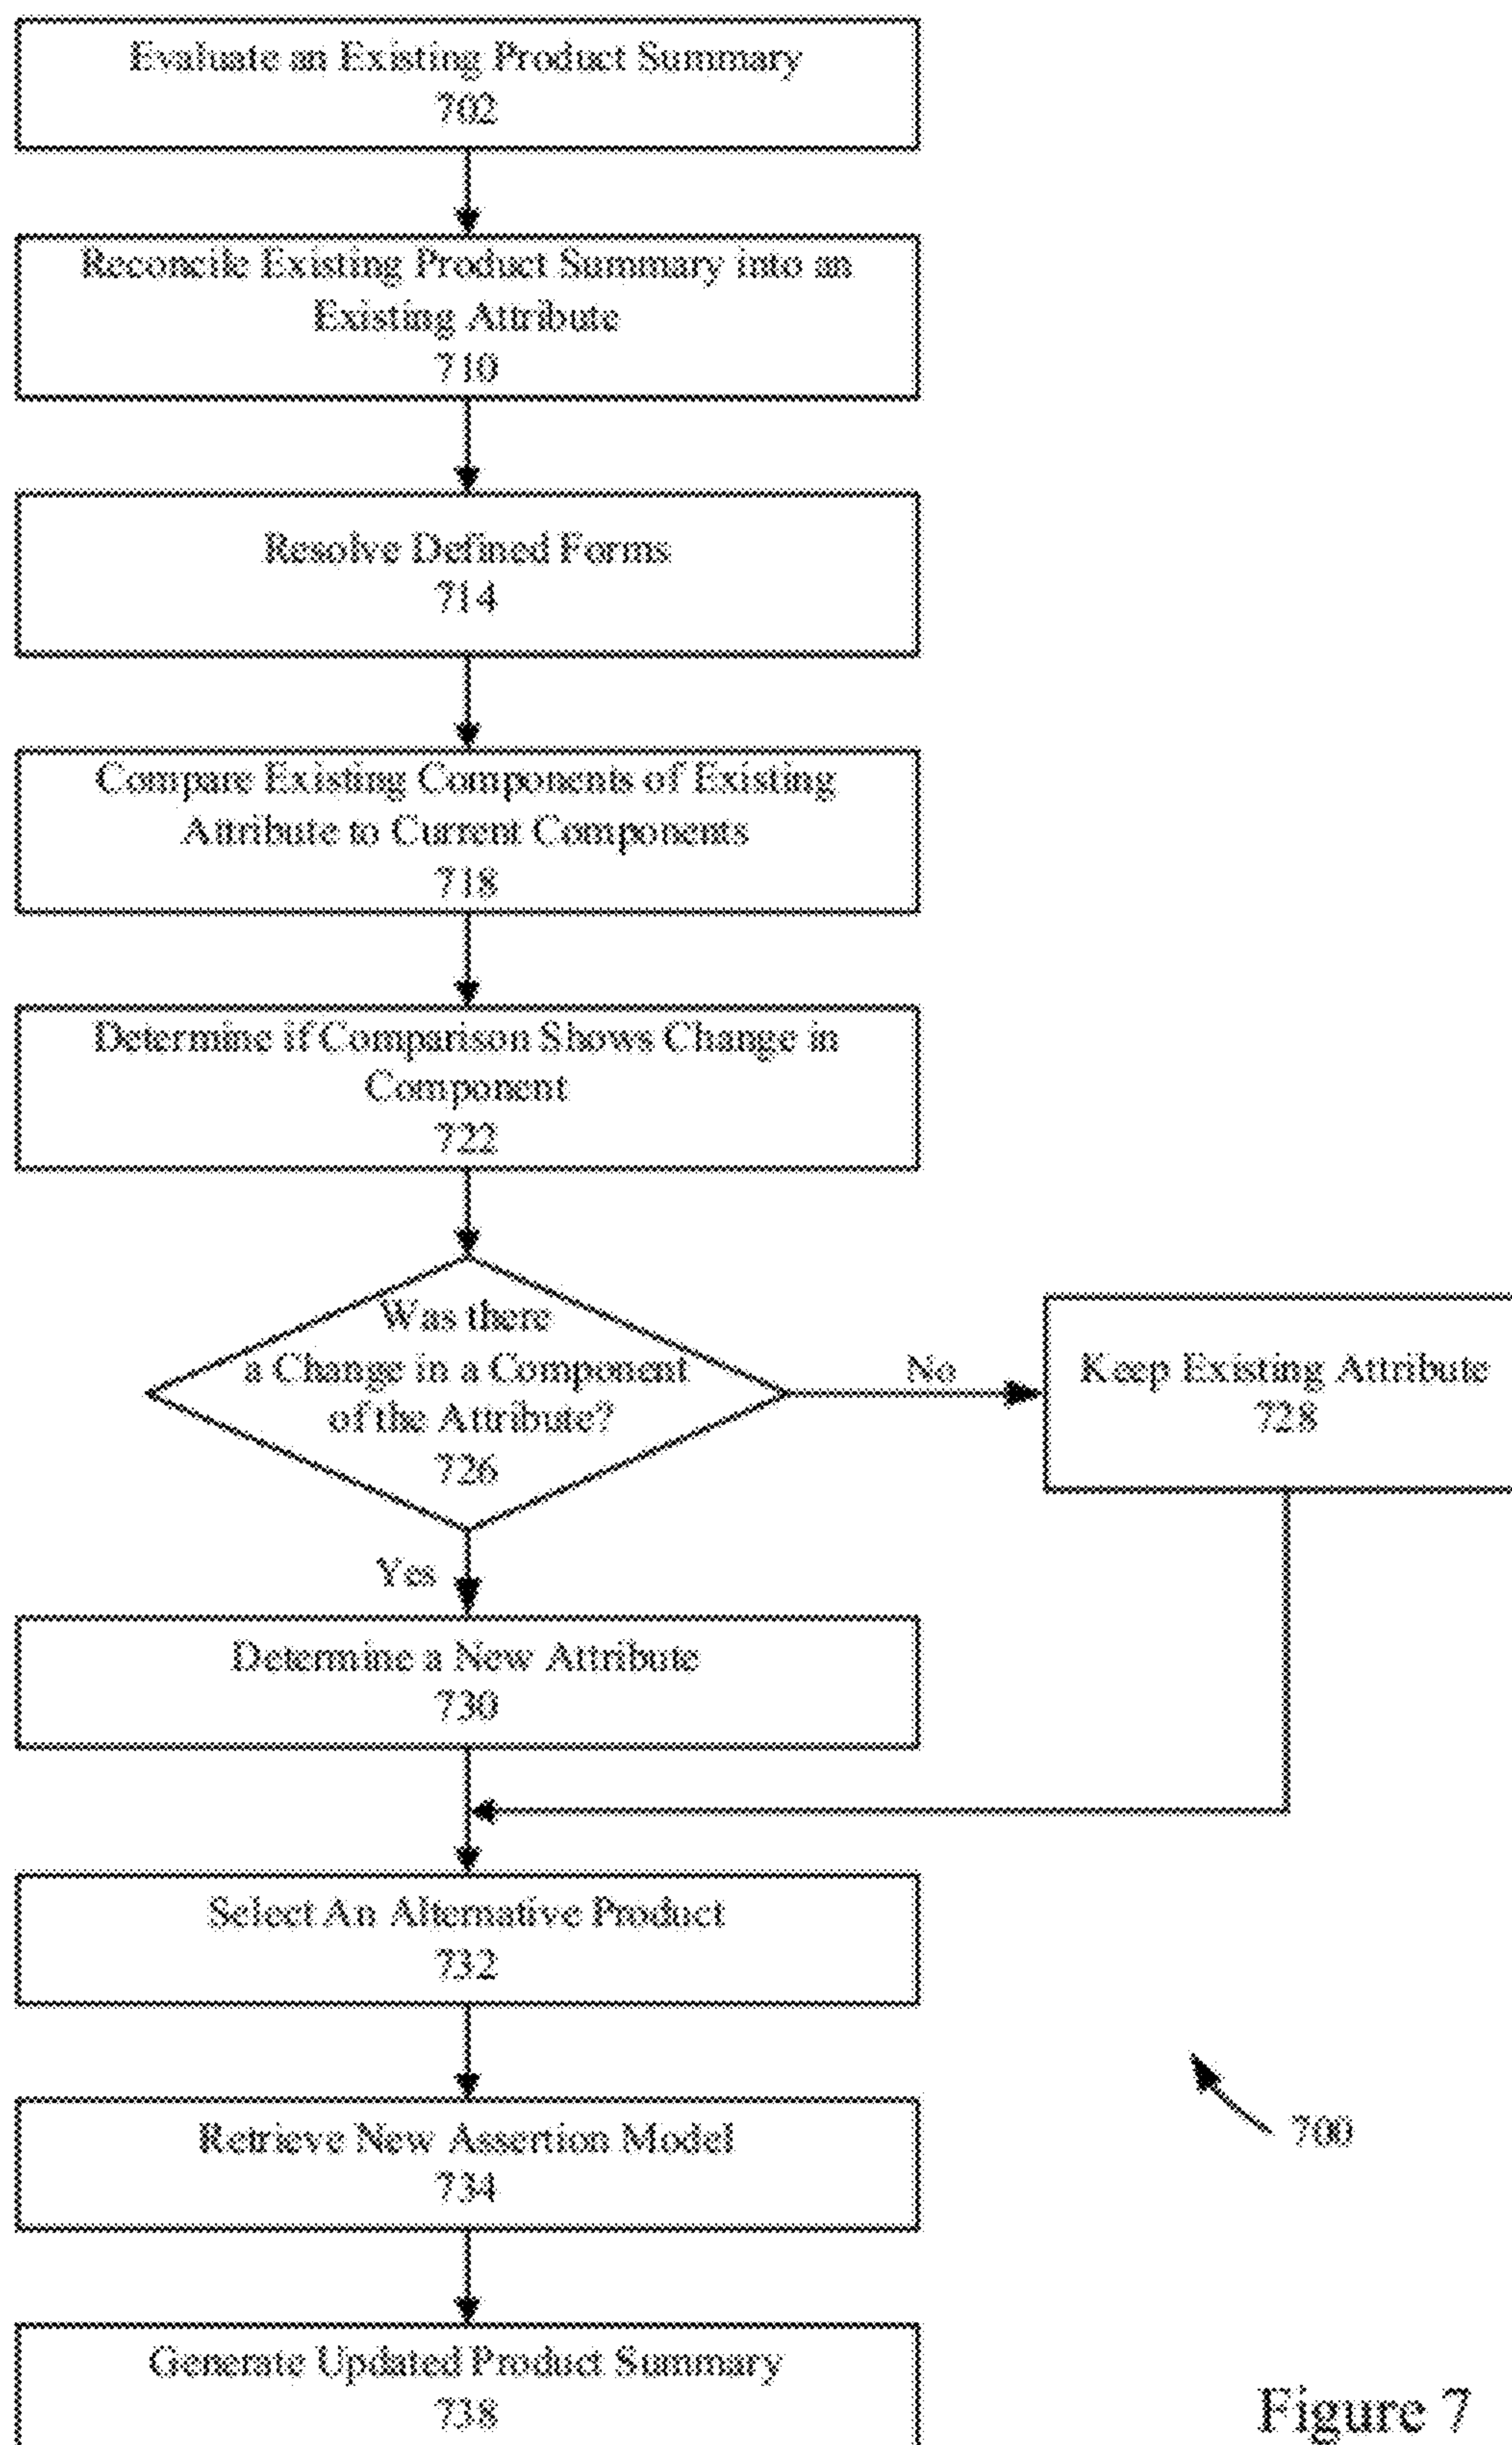 Evaluate an Existing Product Summary
702
Reconcile Existing Product Summary into an
Existing Attribute
710
Resolve Defined Forms
714
Compare Existing Components of Existing
Attribute to Current Components
718
Determine if Comparison Shows Change in
Component
722
Was there
a Change in a Component
of the Attribute?
726
No
Keep Existing Attribute
728
Yes
Determine a New Attribute
730
Select An Alternative Product
732
Retrieve New Assertion Model
734
700
Generate Updated Product Summary
738
Figure 7